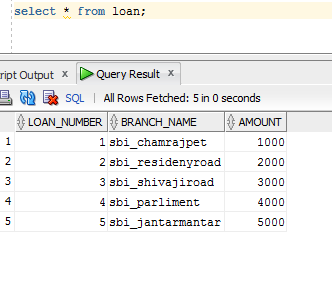 select * from loan;
ript Output x Query Result x
SQL | All Rows Fetched: 5 in 0 seconds
LOAN_NUMBER BRANCH_NAME AMOUNT
1 1 sbi_chamrajpet 1000
2 2 sbi_residenyroad 2000
3 3 sbi_shivajiroad 3000
4 4 sbi_parliment 4000
5 5 sbi_jantarmantar 5000